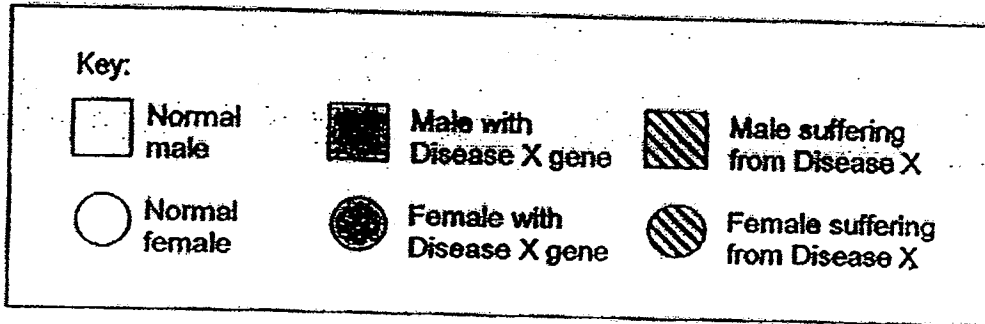 Key:
Normal
male
Male with
Disease X gene
Male suffering
from Disease X
Normal
female
Female with
Disease X gene
Female suffering
from Disease X